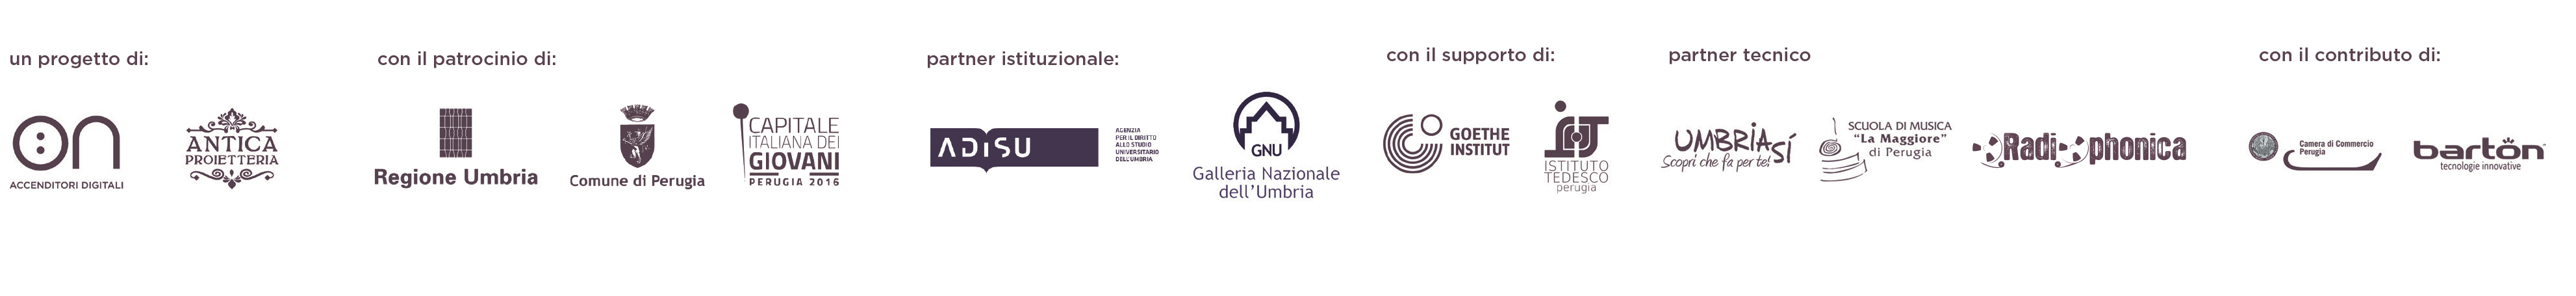 un progetto di:
ON
ACCENDITORI DIGITALI
ANTICA
PROIETTERIA
con il patrocinio di:
Regione Umbria
Comune di Perugia
CAPITALE
ITALIANA DEI
GIOVANI
PERUGIA 2016
partner istituzionale:
ADiSU
AGENZIA
PER IL DIRITTO
ALLO STUDIO
UNIVERSITARIO
DELL'UMBRIA
GNU
Galleria Nazionale
dell'Umbria
con il supporto di:
GOETHE
INSTITUT
ISTITUTO
TEDESCO
perugia
partner tecnico
UMBRIA SÍ
Scopri che fa per te!
SCUOLA DI MUSICA
"La Maggiore"
di Perugia
Radiophonica
con il contributo di:
Camera di Commercio
Perugia
bartön
tecnologie innovative